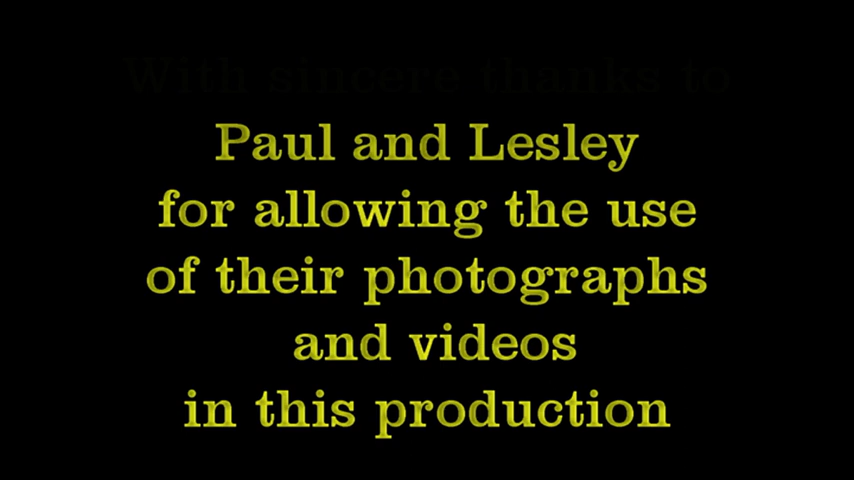 With sincere thanks to
Paul and Lesley
for allowing the use
of their photographs
and videos
in this production